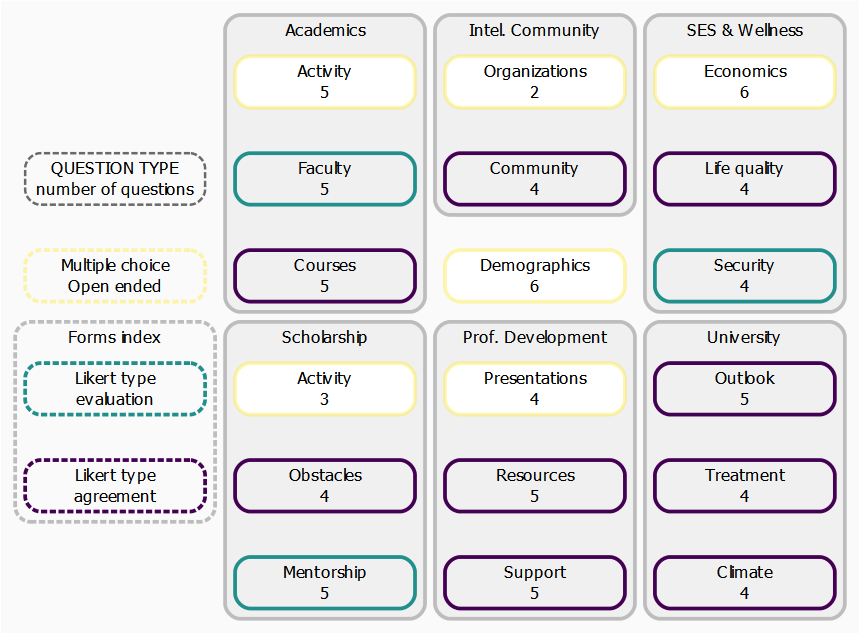 Academics
Activity
5
Faculty
5
Courses
5
Intel. Community
Organizations
2
Community
4
Demographics
6
SES & Wellness
Economics
6
Life quality
4
Security
4
QUESTION TYPE
number of questions
Multiple choice
Open ended
Forms index
Likert type
evaluation
Likert type
agreement
Scholarship
Activity
3
Obstacles
4
Mentorship
5
Prof. Development
Presentations
4
Resources
5
Support
5
University
Outlook
5
Treatment
4
Climate
4